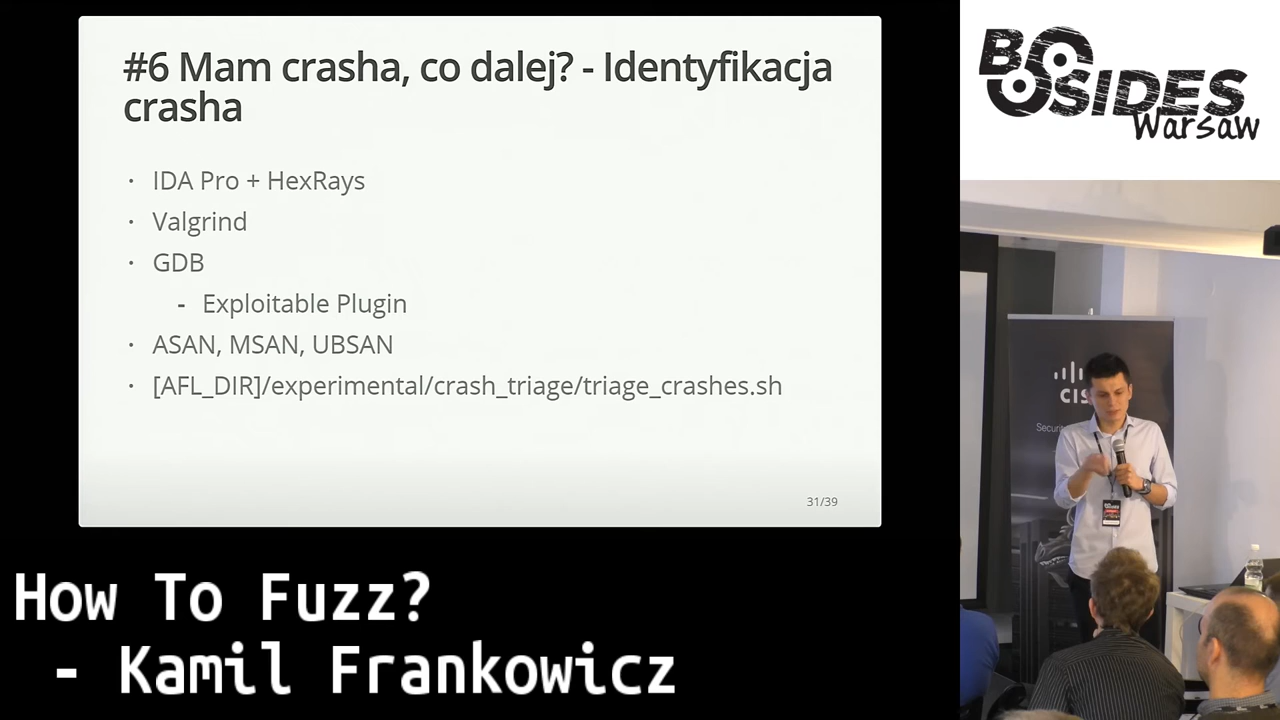 #6 Mam crasha, co dalej? - Identyfikacja
crasha
· IDA Pro + HexRays
· Valgrind
· GDB
- Exploitable Plugin
· ASAN, MSAN, UBSAN
· [AFL_DIR]/experimental/crash_triage/triage_crashes.sh
31/39
How To Fuzz?
- Kamil Frankowicz
BSIDES
Warsaw